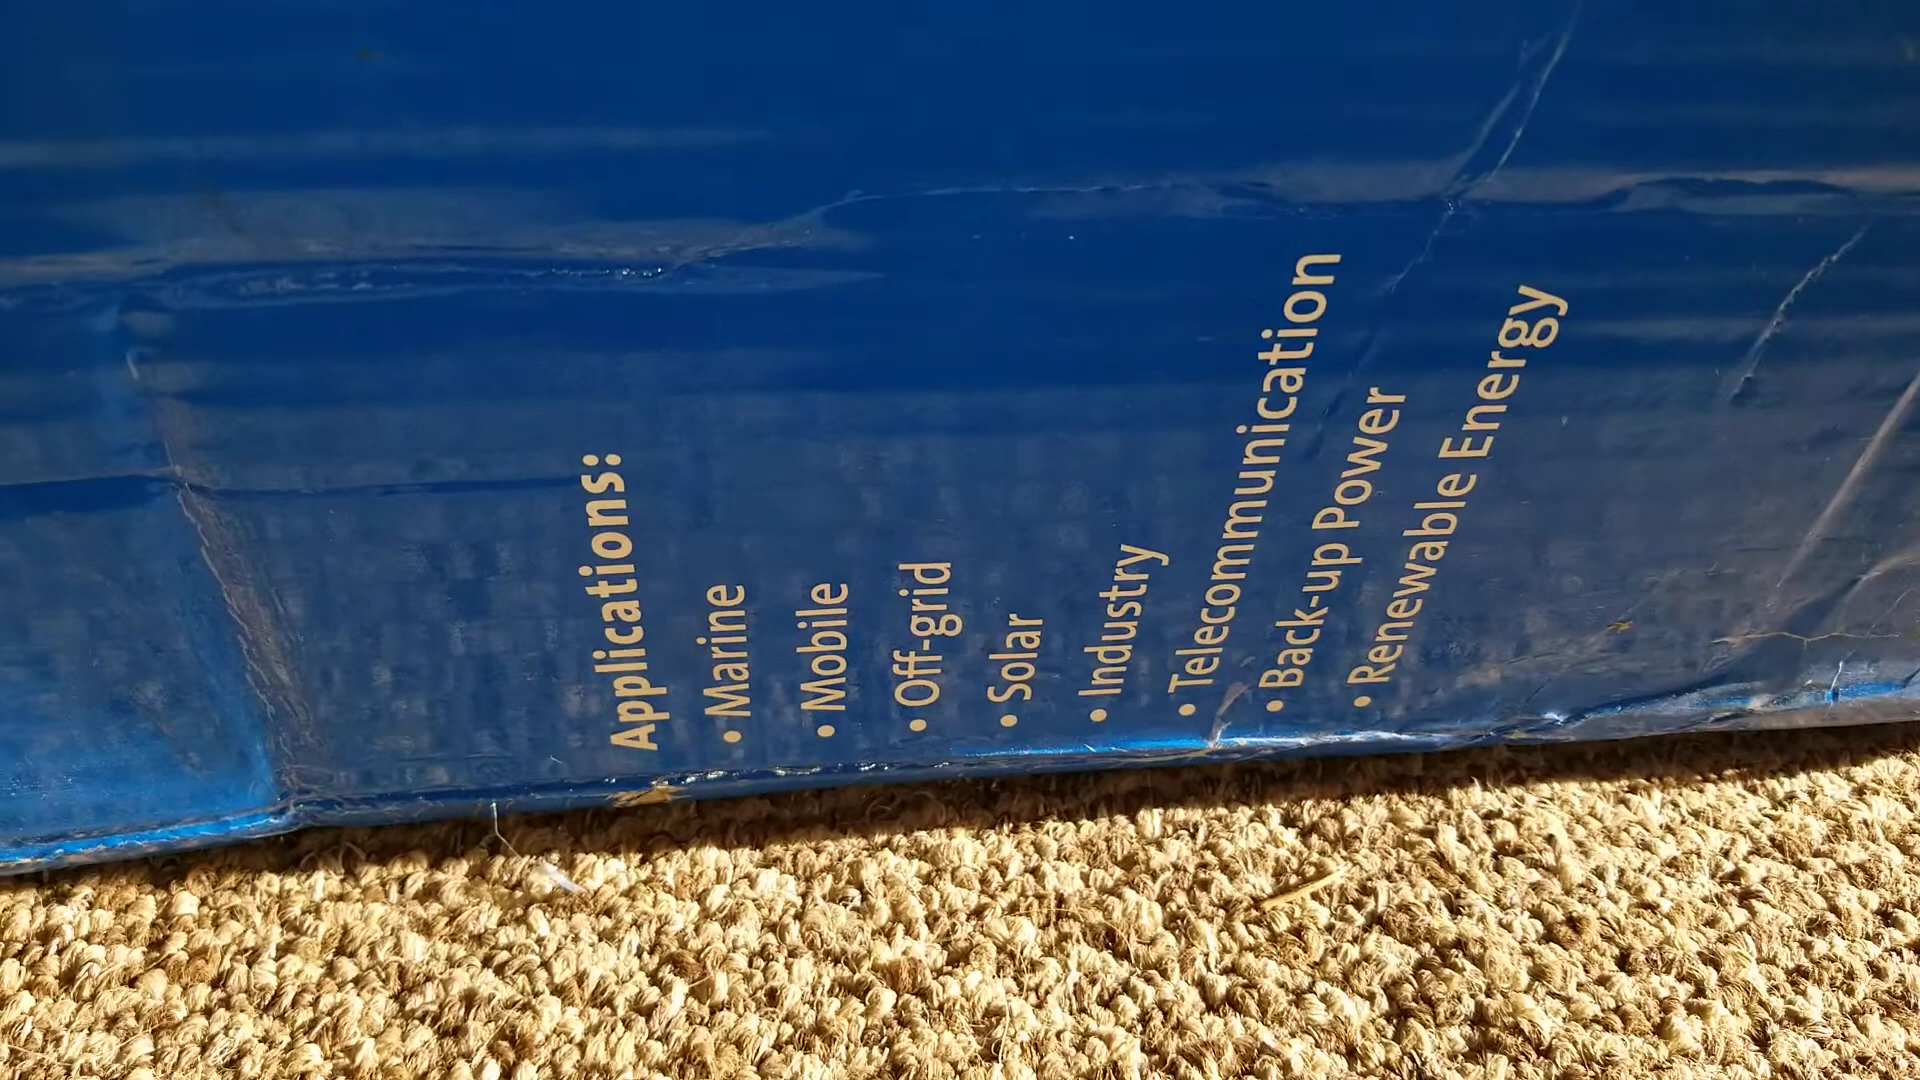 Applications:
• Marine
• Mobile
• Off-grid
• Solar
• Industry
• Telecommunication
• Back-up Power
• Renewable Energy